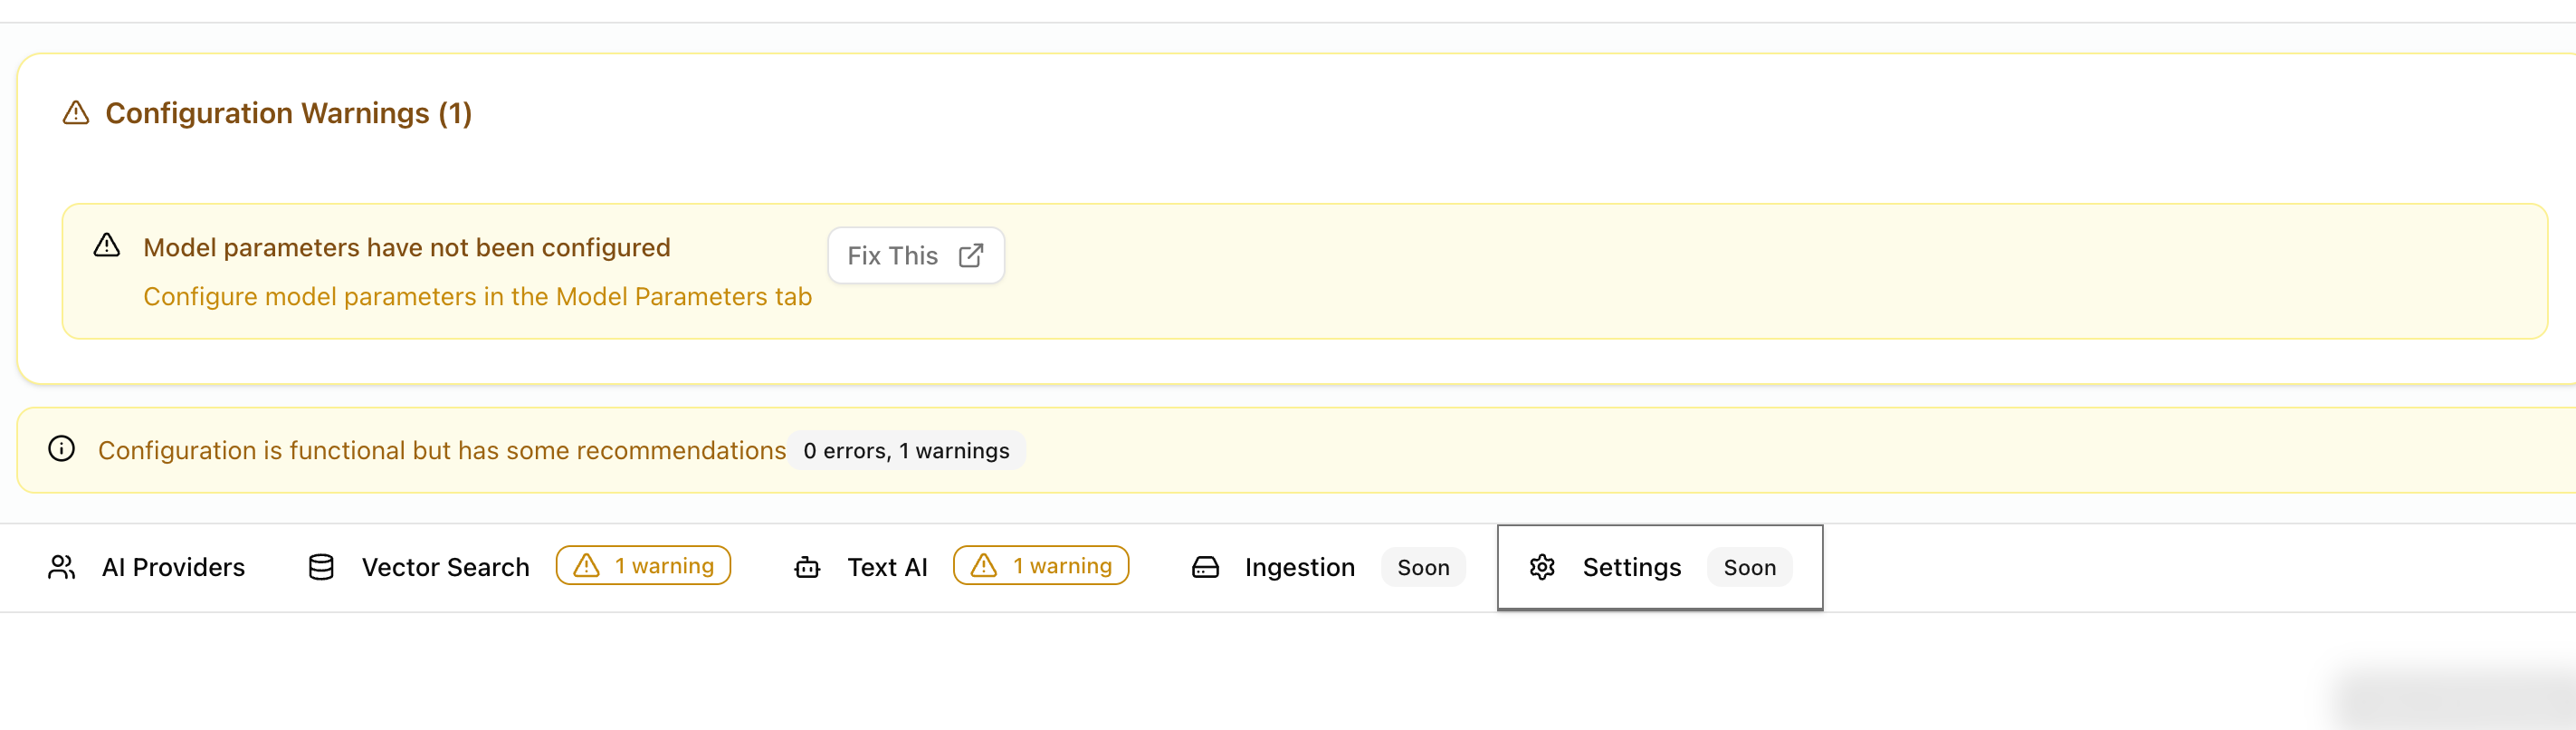 Configuration Warnings (1)
Model parameters have not been configured
Fix This
Configure model parameters in the Model Parameters tab
Configuration is functional but has some recommendations 0 errors, 1 warnings
AI Providers Vector Search 1 warning Text AI 1 warning Ingestion Soon Settings Soon